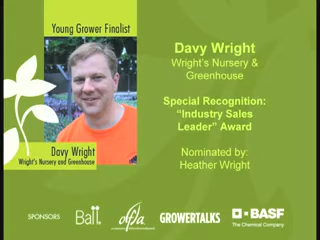 Young Grower Finalist
Davy Wright
Wright's Nursery and Greenhouse
Davy Wright
Wright's Nursery &
Greenhouse
Special Recognition:
"Industry Sales
Leader" Award
Nominated by:
Heather Wright
SPONSORS
Ball
ofa
GROWERTALKS
BASF
The Chemical Company